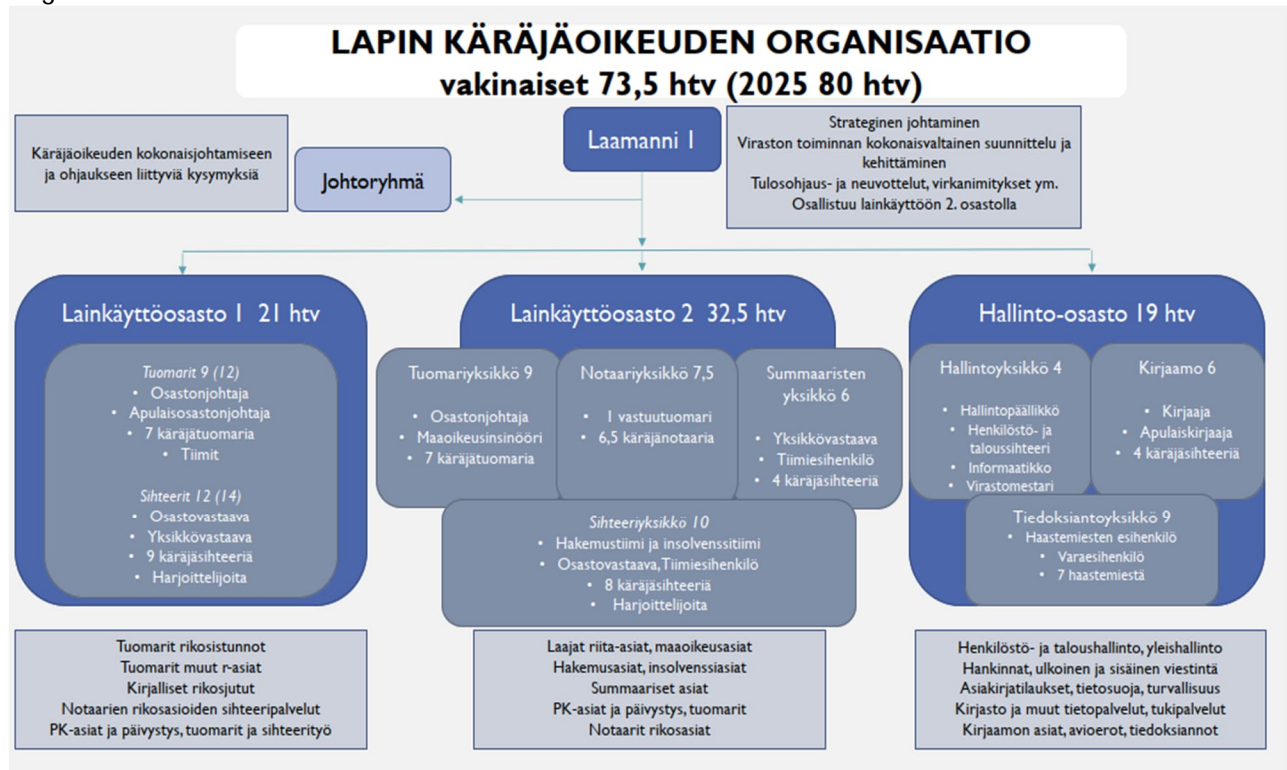 LAPIN KÄRÄJÄOIKEUDEN ORGANISAATIO
vakinaiset 73,5 htv (2025 80 htv)
Käräjäoikeuden kokonaisjohtamiseen
ja ohjaukseen liittyviä kysymyksiä
Johtoryhmä
Laamanni 1
Strateginen johtaminen
Viraston toiminnan kokonaisvaltainen suunnittelu ja
kehittäminen
Tulosohjaus- ja neuvottelut, virkanimitykset ym.
Osallistuu lainkäyttöön 2. osastolla
Lainkäyttöosasto 1 21 htv
Tuomarit 9 (12)
• Osastonjohtaja
• Apulaisosastonjohtaja
• 7 käräjätuomaria
• Tiimit
Sihteerit 12 (14)
• Osastovastaava
• Yksikkövastaava
• 9 käräjäsihteeriä
• Harjoittelijoita
Lainkäyttöosasto 2 32,5 htv
Tuomariyksikkö 9
• Osastonjohtaja
• Maaoikeusinsinööri
• 7 käräjätuomaria
Notaariyksikkö 7,5
• 1 vastuutuomari
• 6,5 käräjänotaaria
Summaaristen
yksikkö 6
• Yksikkövastaava
• Tiimiesihenkilö
• 4 käräjäsihteeriä
Sihteeriyksikkö 10
• Hakemustiimi ja insolvenssitiimi
• Osastovastaava,Tiimiesihenkilö
• 8 käräjäsihteeriä
• Harjoittelijoita
Hallinto-osasto 19 htv
Hallintoyksikkö 4
• Hallintopäällikkö
• Henkilöstö- ja
taloussihteeri
• Informaatikko
• Virastomestari
Kirjaamo 6
• Kirjaaja
• Apulaiskirjaaja
• 4 käräjäsihteeriä
Tiedoksiantoyksikkö 9
• Haastemiesten esihenkilö
• Varaesihenkilö
• 7 haastemiestä
Tuomarit rikosistunnot
Tuomarit muut r-asiat
Kirjalliset rikosjutut
Notaarien rikosasioiden sihteeripalvelut
PK-asiat ja päivystys, tuomarit ja sihteerityö
Laajat riita-asiat, maaoikeusasiat
Hakemusasiat, insolvenssiasiat
Summaariset asiat
PK-asiat ja päivystys, tuomarit
Notaarit rikosasiat
Henkilöstö- ja taloushallinto, yleishallinto
Hankinnat, ulkoinen ja sisäinen viestintä
Asiakirjatilaukset, tietosuoja, turvallisuus
Kirjasto ja muut tietopalvelut, tukipalvelut
Kirjaamon asiat, avioerot, tiedoksiannot